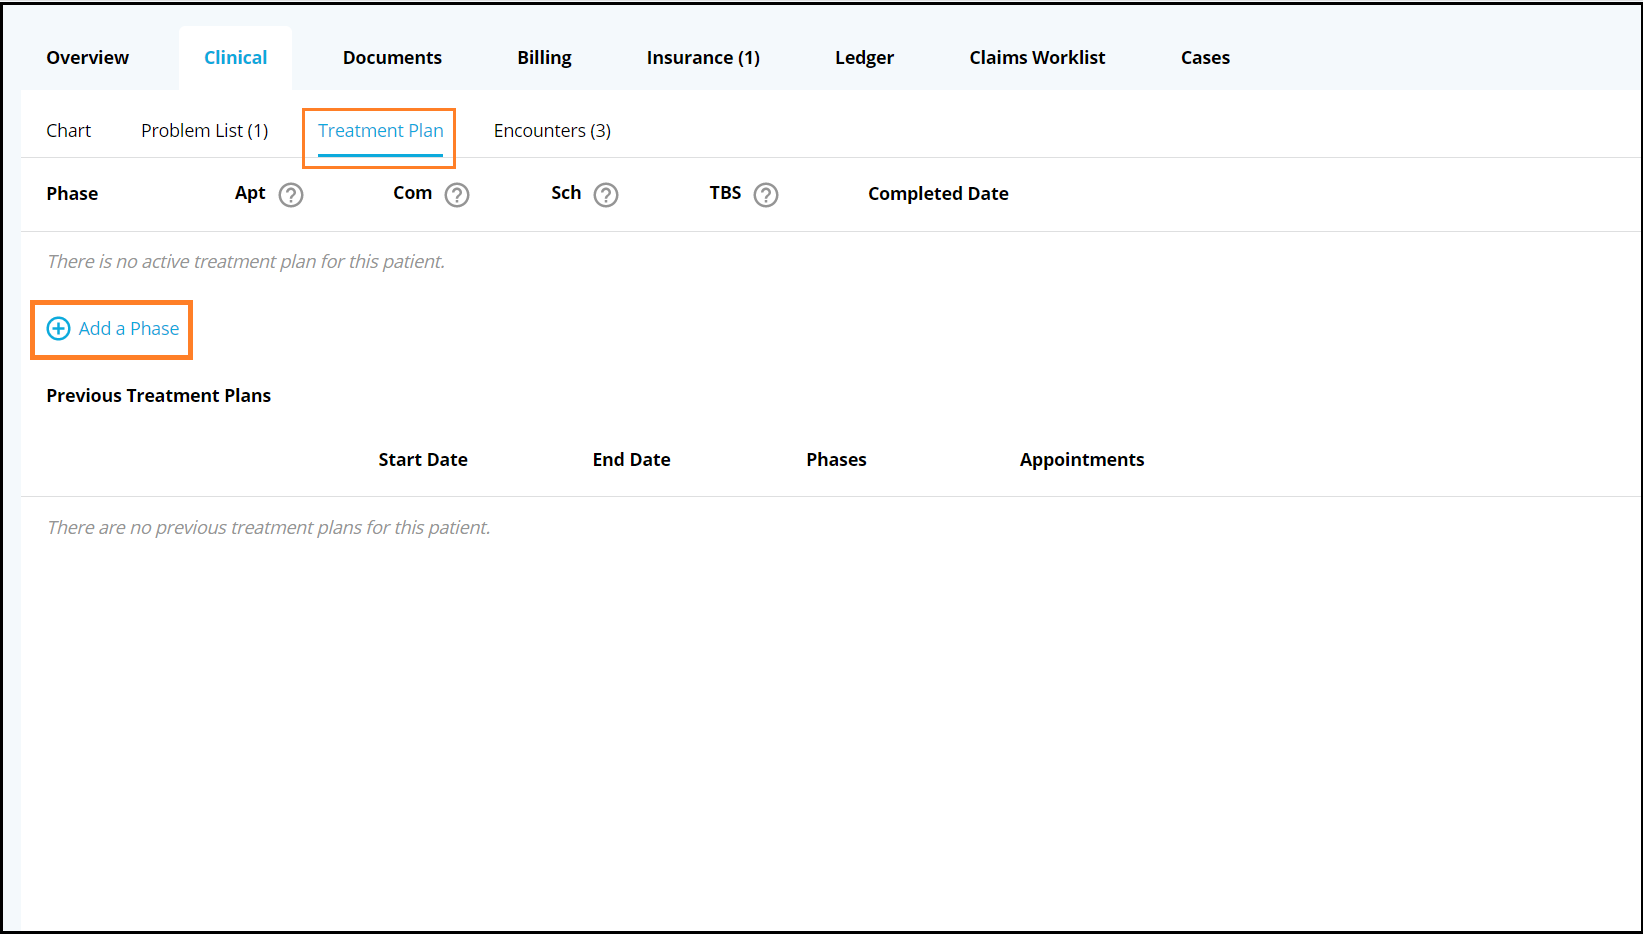 Overview Clinical Documents Billing Insurance (1) Ledger Claims Worklist Cases
Chart Problem List (1) Treatment Plan Encounters (3)
Phase Apt ? Com ? Sch ? TBS ? Completed Date
There is no active treatment plan for this patient.
Add a Phase
Previous Treatment Plans
Start Date End Date Phases Appointments
There are no previous treatment plans for this patient.